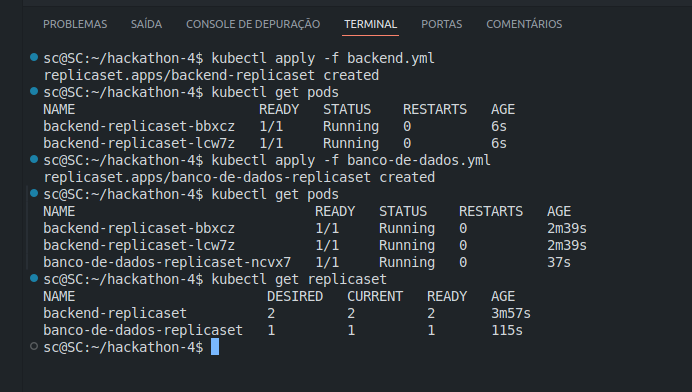 PROBLEMAS SAÍDA CONSOLE DE DEPURAÇÃO TERMINAL PORTAS COMENTÁRIOS
sc@SC:~/hackathon-4$ kubectl apply -f backend.yml
replicaset.apps/backend-replicaset created
sc@SC:~/hackathon-4$ kubectl get pods
NAME READY STATUS RESTARTS AGE
backend-replicaset-bbxcz 1/1 Running 0 6s
backend-replicaset-lcw7z 1/1 Running 0 6s
sc@SC:~/hackathon-4$ kubectl apply -f banco-de-dados.yml
replicaset.apps/banco-de-dados-replicaset created
sc@SC:~/hackathon-4$ kubectl get pods
NAME READY STATUS RESTARTS AGE
backend-replicaset-bbxcz 1/1 Running 0 2m39s
backend-replicaset-lcw7z 1/1 Running 0 2m39s
banco-de-dados-replicaset-ncvx7 1/1 Running 0 37s
sc@SC:~/hackathon-4$ kubectl get replicaset
NAME DESIRED CURRENT READY AGE
backend-replicaset 2 2 2 3m57s
banco-de-dados-replicaset 1 1 1 115s
sc@SC:~/hackathon-4$